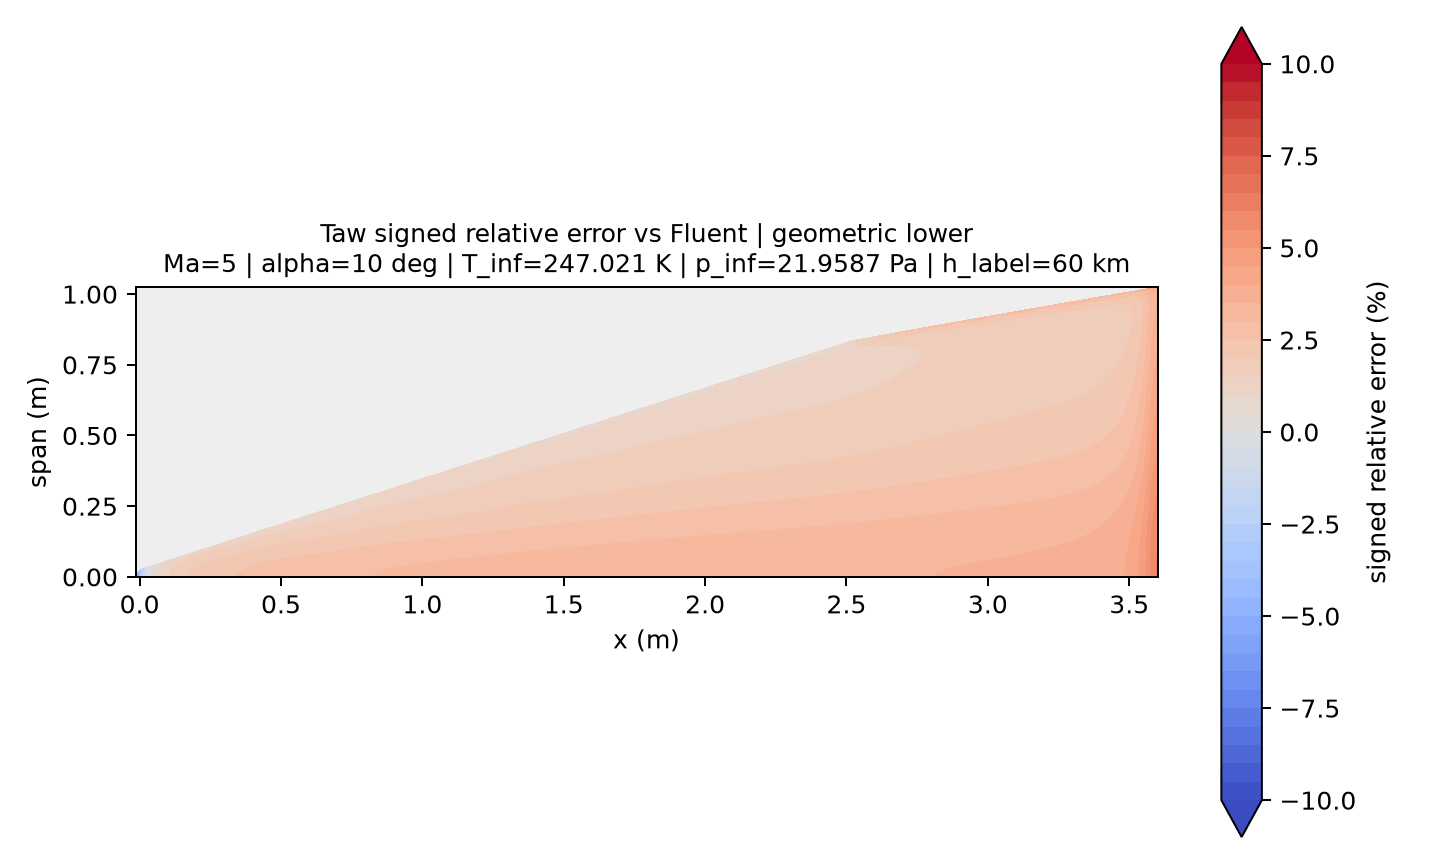 Taw signed relative error vs Fluent | geometric lower
Ma=5 | alpha=10 deg | T_inf=247.021 K | p_inf=21.9587 Pa | h_label=60 km
1.00
0.75
0.50
0.25
0.00
span (m)
0.0 0.5 1.0 1.5 2.0 2.5 3.0 3.5
x (m)
10.0
7.5
5.0
2.5
0.0
−2.5
−5.0
−7.5
−10.0
signed relative error (%)